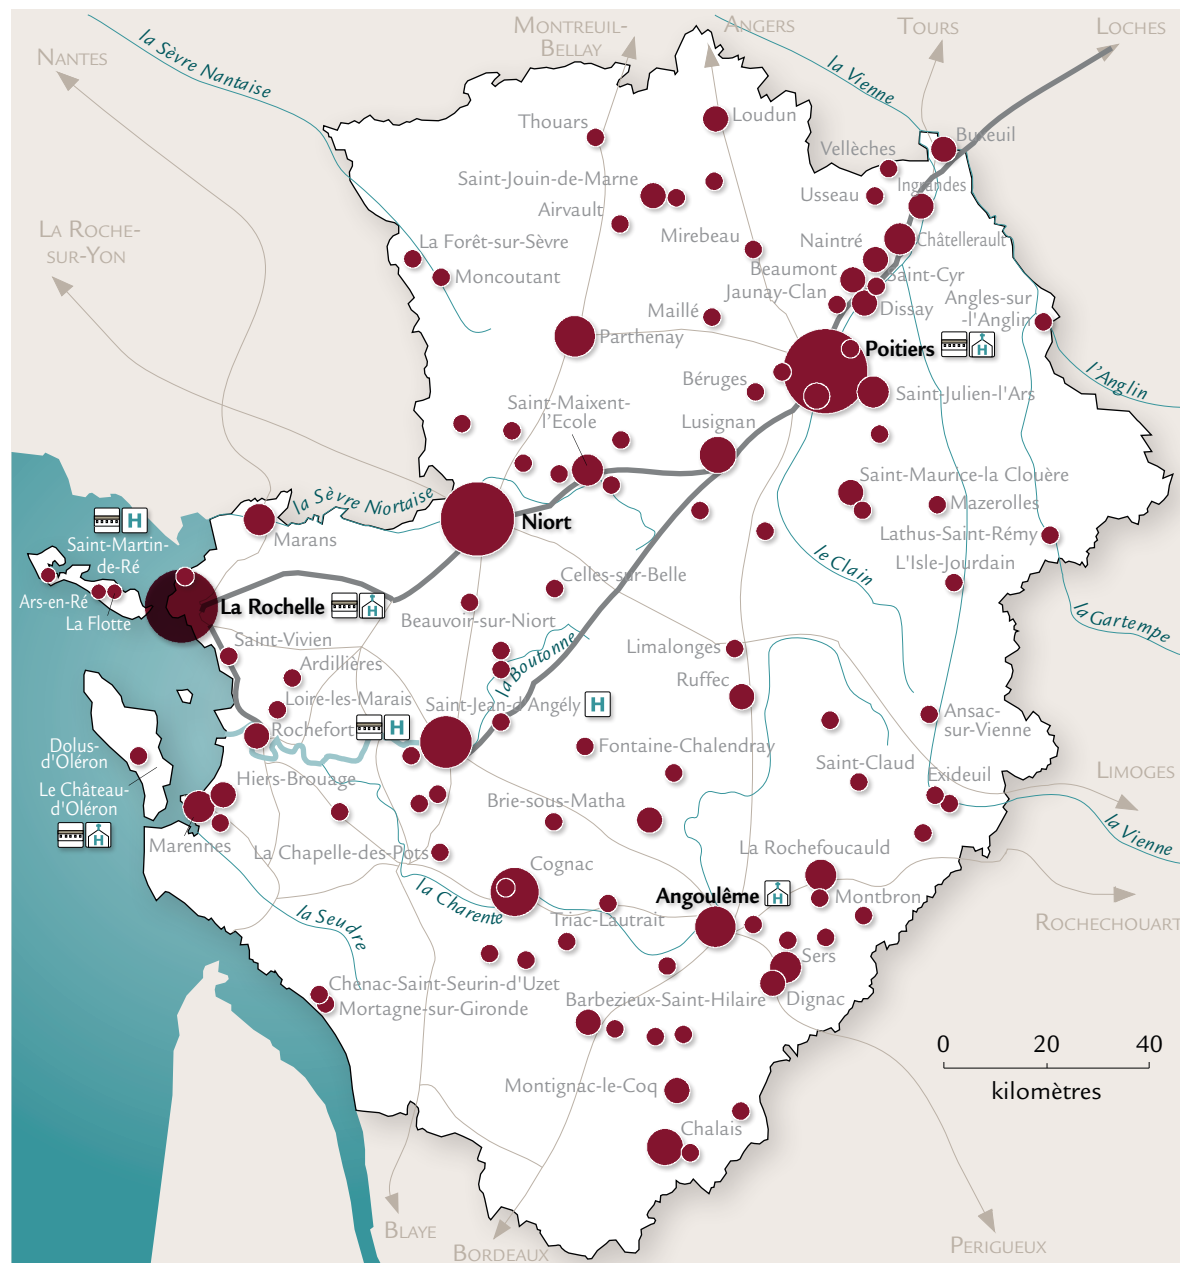 MONTREUIL-
BELLAY
ANGERS
TOURS
LOCHES
NANTES
la Sèvre Nantaise
la Vienne
Thouars
Loudun
Buxeuil
Vellèches
Saint-Jouin-de-Marne
Usseau
Ingrandes
Airvault
LA ROCHE-
SUR-YON
La Forêt-sur-Sèvre
Mirebeau
Naintré
Châtellerault
Moncoutant
Beaumont
Saint-Cyr
Jaunay-Clan
Dissay
Angles-sur
-l'Anglin
Maillé
Parthenay
Poitiers
H
l'Anglin
Béruges
Saint-Julien-l'Ars
Saint-Maixent-
l'Ecole
Lusignan
Saint-Maurice-la Clouère
la Sèvre Niortaise
Mazerolles
H
Niort
Marans
Lathus-Saint-Rémy
Saint-Martin-
de-Ré
L'Isle-Jourdain
le Clain
Celles-sur-Belle
Ars-en-Ré
La Flotte
La Rochelle
H
Beauvoir-sur-Niort
la Gartempe
Saint-Vivien
Limalonges
Ardillières
la Boutonne
Ruffec
Loire-les-Marais
Saint-Jean-d'Angély
H
Ansac-
sur-Vienne
Rochefort
H
Dolus-
d'Oléron
Fontaine-Chalendray
Saint-Claud
Exideuil
LIMOGES
Hiers-Brouage
Le Château-
d'Oléron
H
Brie-sous-Matha
la Vienne
Marennes
La Chapelle-des-Pots
La Rochefoucauld
Cognac
Angoulême
H
Montbron
la Charente
la Seudre
Triac-Lautrait
ROCHECHOUART
Sers
Chenac-Saint-Seurin-d'Uzet
Mortagne-sur-Gironde
Barbezieux-Saint-Hilaire
Dignac
0 20 40
kilomètres
Montignac-le-Coq
Chalais
BLAYE
BORDEAUX
PERIGUEUX